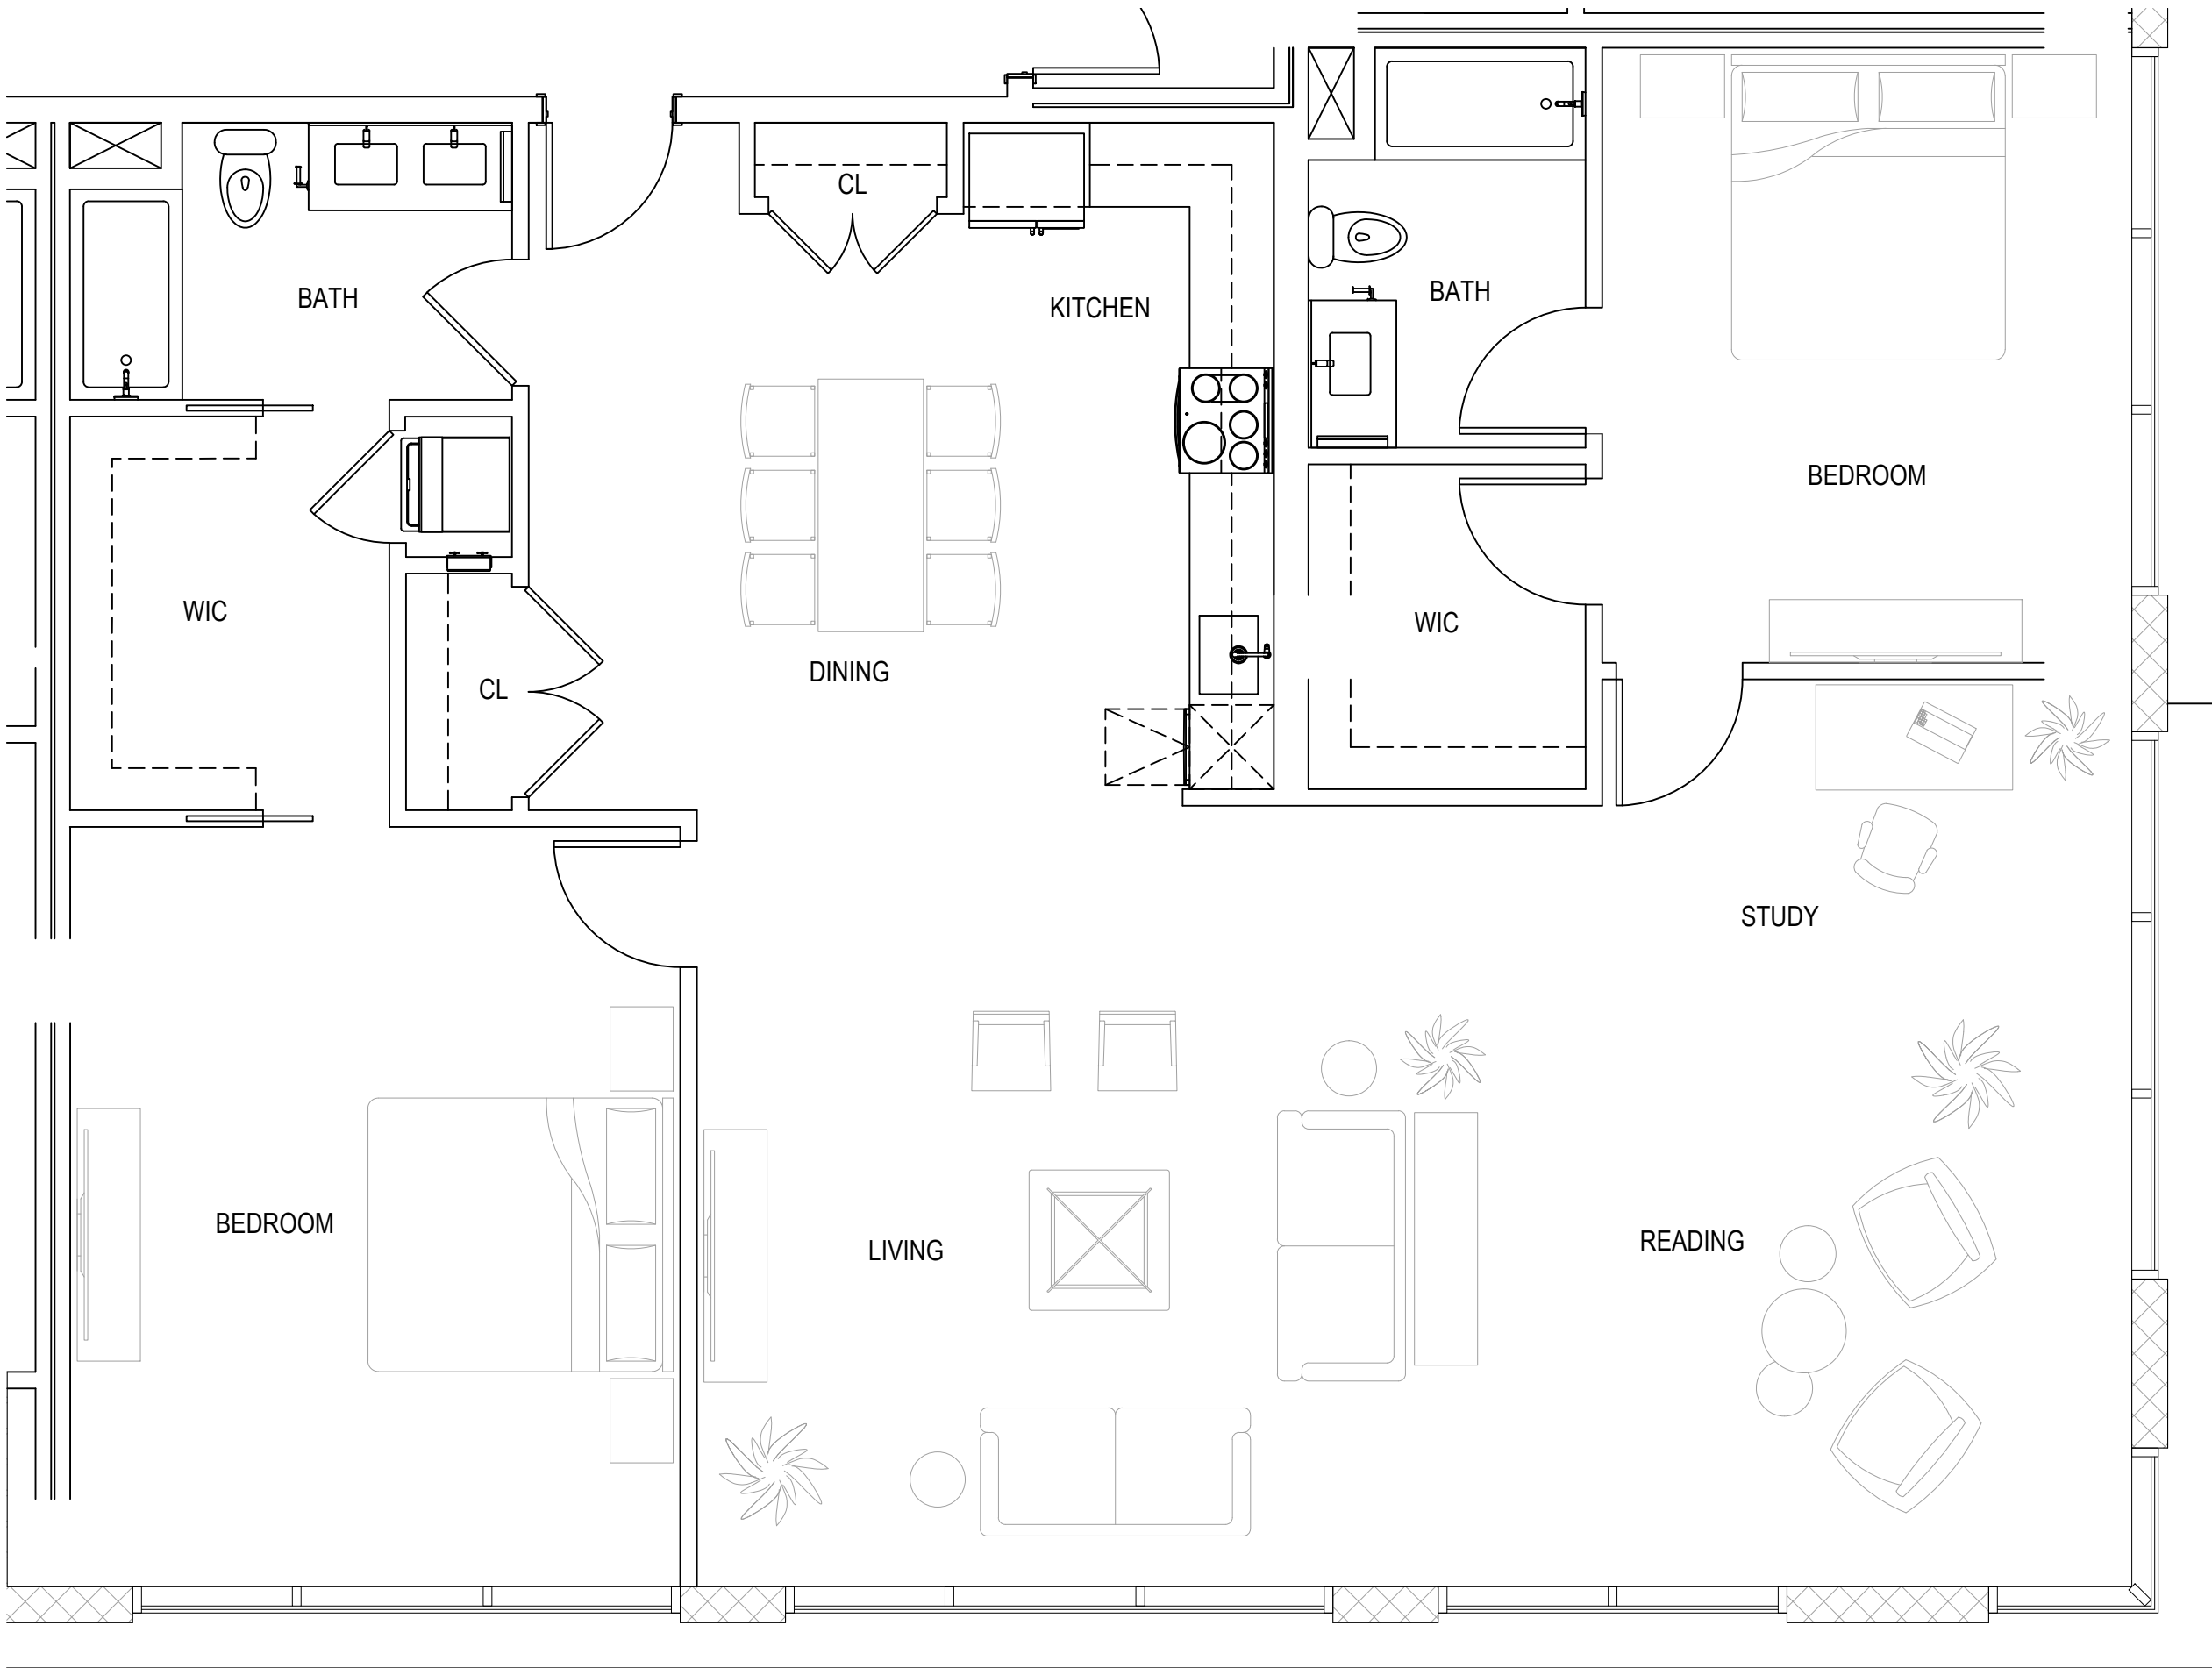 CL
BATH
BATH
KITCHEN
BEDROOM
WIC
WIC
DINING
CL
STUDY
BEDROOM
LIVING
READING